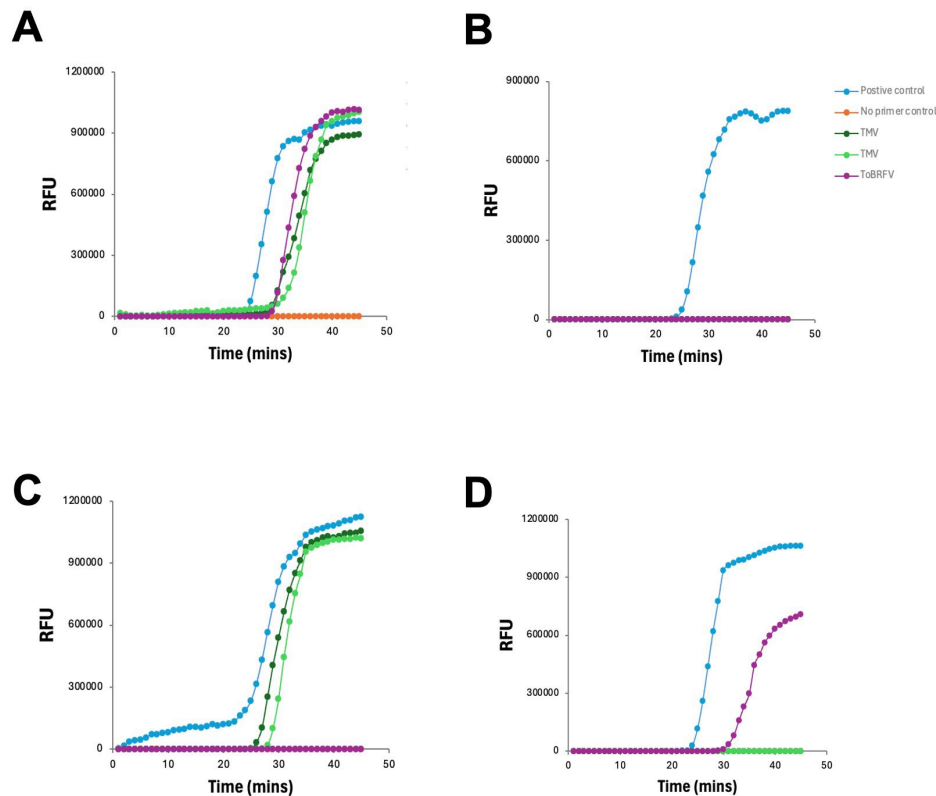 A
1200000
900000
600000
300000
0
RFU
0 10 20 30 40 50
Time (mins)
B
900000
600000
300000
0
RFU
0 10 20 30 40 50
Time (mins)
Postive control
No primer control
TMV
TMV
ToBRFV
C
1200000
900000
600000
300000
0
RFU
0 10 20 30 40 50
Time (mins)
D
1200000
900000
600000
300000
0
RFU
0 10 20 30 40 50
Time (mins)